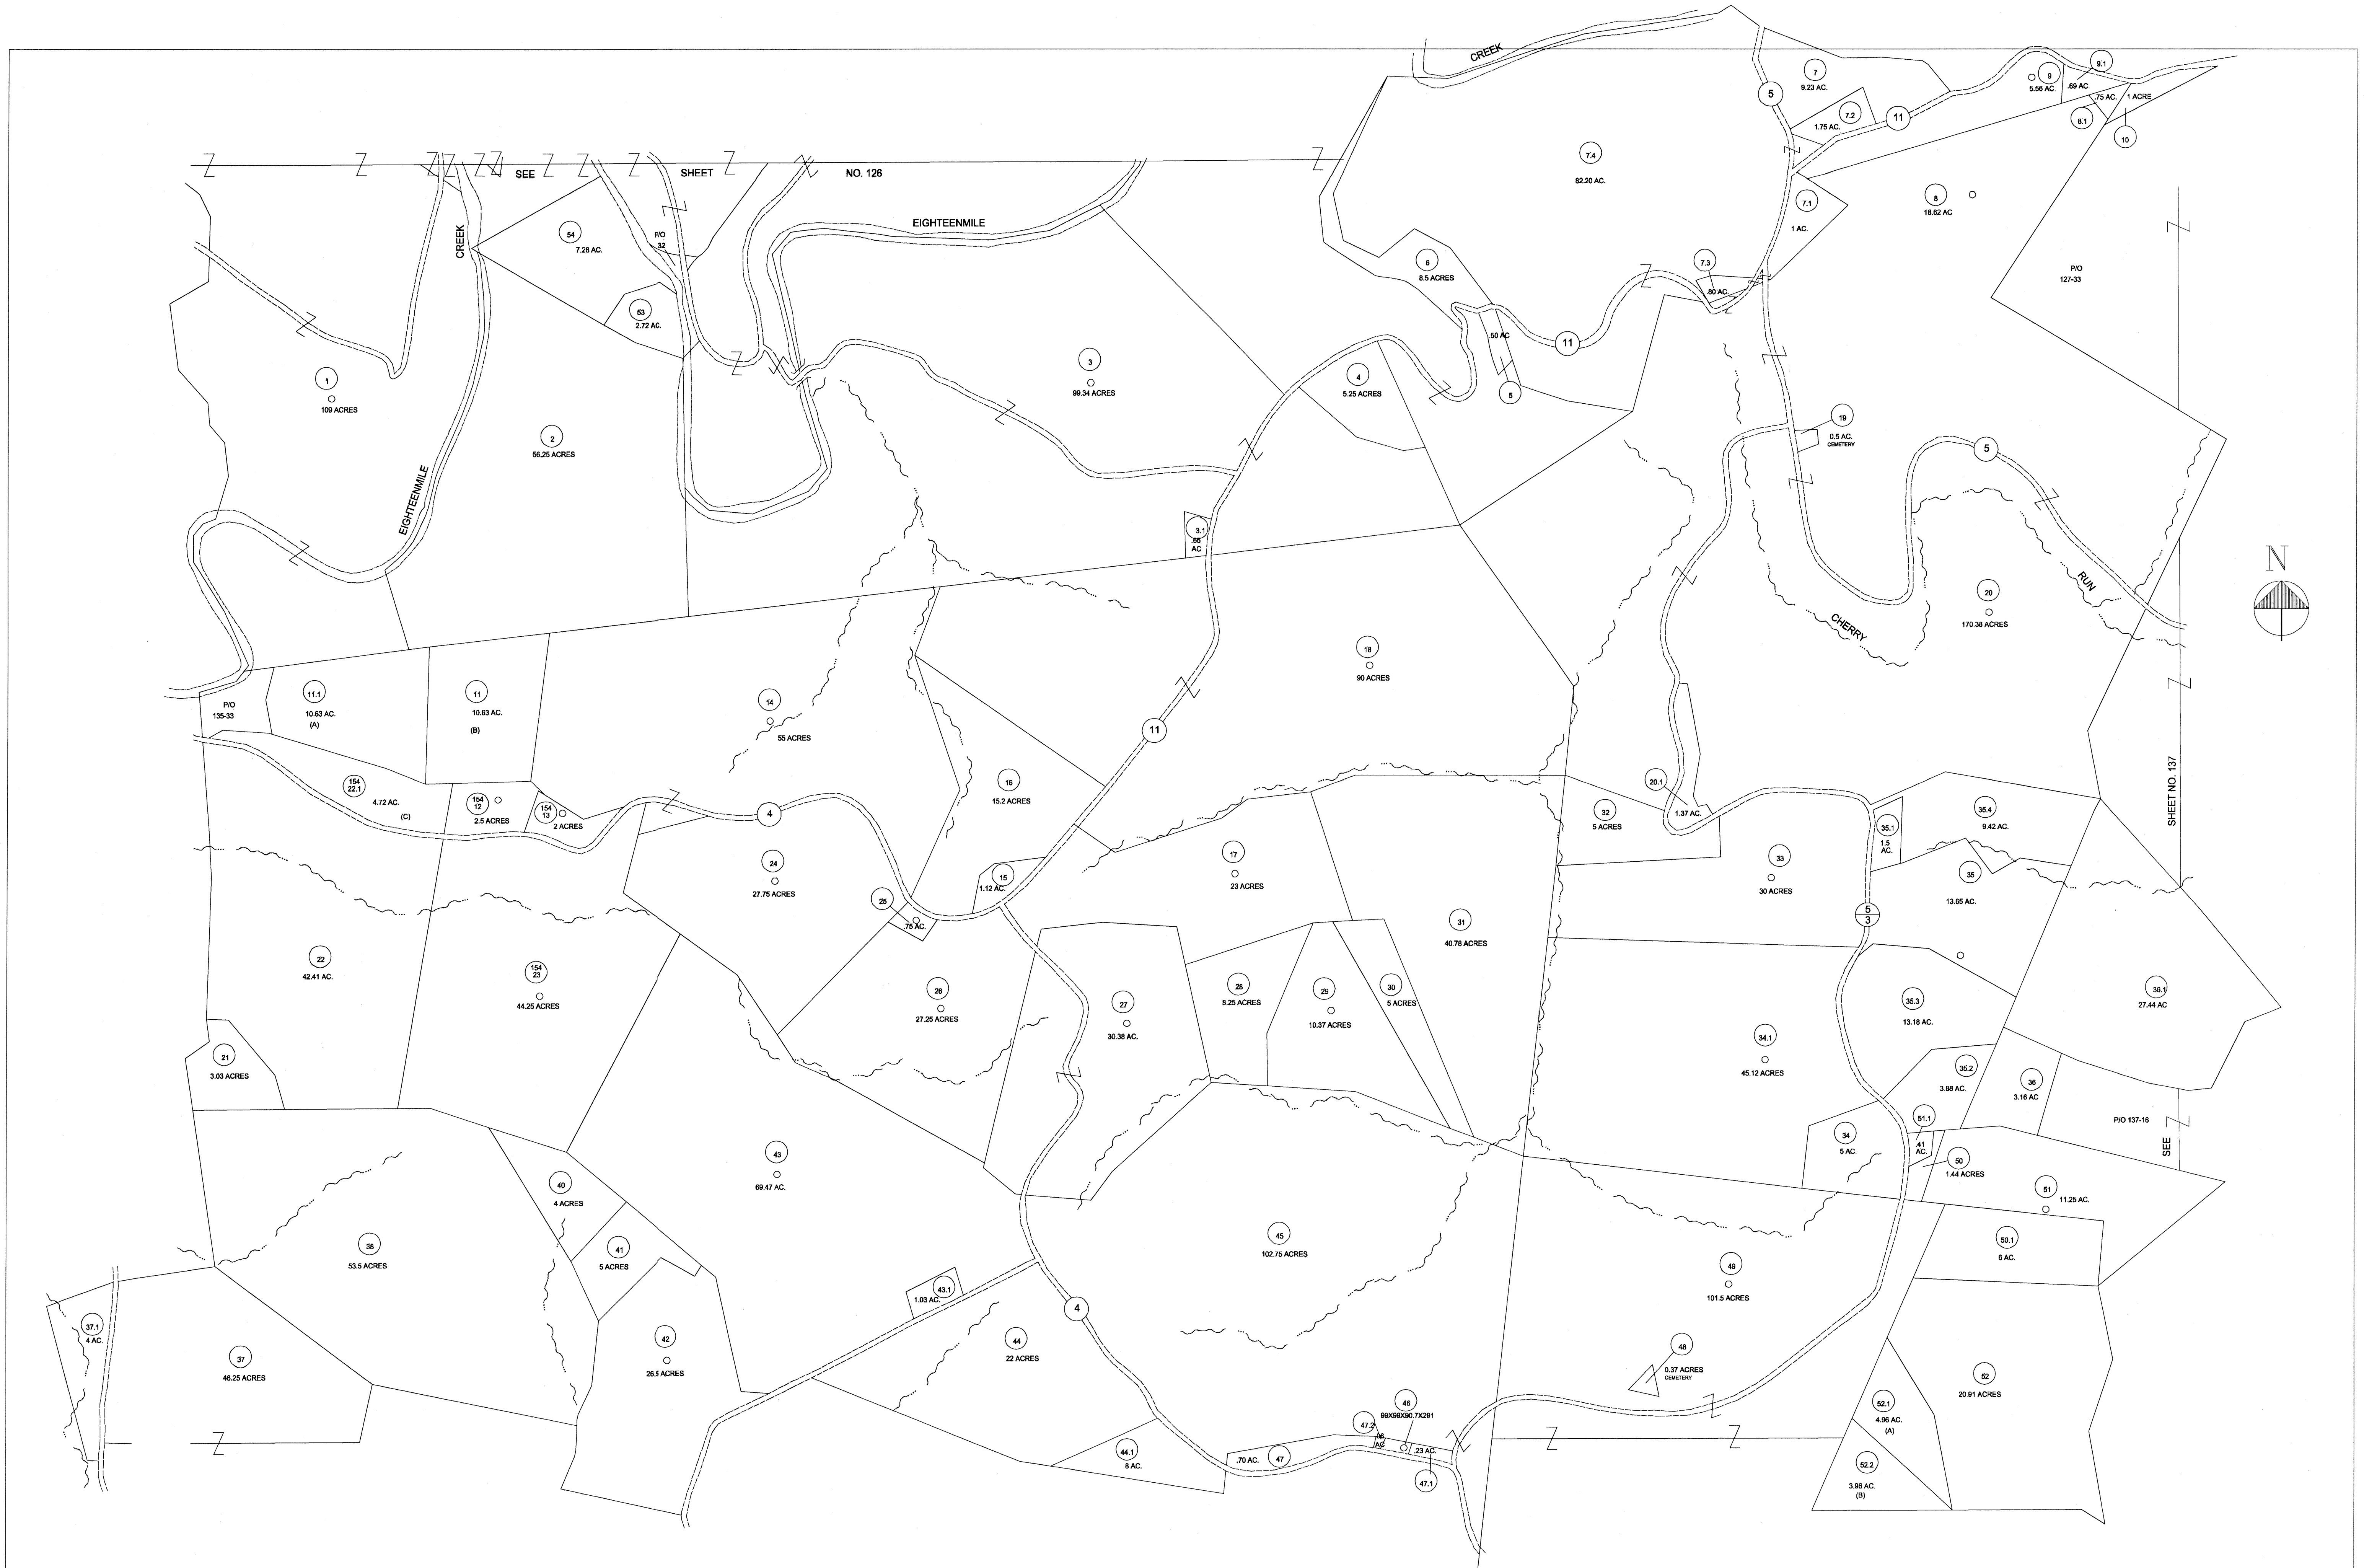 CREEK
7
9.23 AC.
9
5.56 AC.
9.1
.69 AC.
5
7.2
1.75 AC.
11
.75 AC.
1 ACRE
8.1
10
SEE
SHEET
NO. 126
7.4
82.20 AC.
8
18.62 AC
7.1
1 AC.
EIGHTEENMILE
CREEK
54
7.28 AC.
P/O
32
6
8.5 ACRES
7.3
.80 AC.
P/O
127-33
53
2.72 AC.
.50 AC
11
5
1
109 ACRES
3
99.34 ACRES
4
5.25 ACRES
2
56.25 ACRES
19
0.5 AC.
CEMETERY
5
EIGHTEENMILE
3.1
.65
AC
N
RUN
20
170.38 ACRES
CHERRY
18
90 ACRES
P/O
135-33
11.1
10.63 AC.
(A)
11
10.63 AC.
(B)
14
55 ACRES
11
SHEET NO. 137
154
22.1
4.72 AC.
(C)
154
12
2.5 ACRES
154
13
2 ACRES
4
16
15.2 ACRES
20.1
1.37 AC.
32
5 ACRES
35.4
9.42 AC.
35.1
1.5
AC.
24
27.75 ACRES
15
1.12 AC.
17
23 ACRES
33
30 ACRES
35
13.65 AC.
25
.75 AC.
5
3
31
40.78 ACRES
22
42.41 AC.
154
23
44.25 ACRES
26
27.25 ACRES
27
30.38 AC.
28
8.25 ACRES
29
10.37 ACRES
30
5 ACRES
35.3
13.18 AC.
36.1
27.44 AC
21
3.03 ACRES
34.1
45.12 ACRES
35.2
3.88 AC.
36
3.16 AC
P/O 137-16
SEE
51.1
.41
AC.
34
5 AC.
50
1.44 ACRES
43
69.47 AC.
40
4 ACRES
51
11.25 AC.
38
53.5 ACRES
41
5 ACRES
45
102.75 ACRES
50.1
6 AC.
49
101.5 ACRES
43.1
1.03 AC.
4
37.1
4 AC.
42
26.5 ACRES
44
22 ACRES
48
0.37 ACRES
CEMETERY
37
46.25 ACRES
52
20.91 ACRES
52.1
4.96 AC.
(A)
46
99X99X90.7X291
47.2
.06
AC
44.1
8 AC.
.70 AC.
47
.23 AC.
47.1
52.2
3.96 AC.
(B)